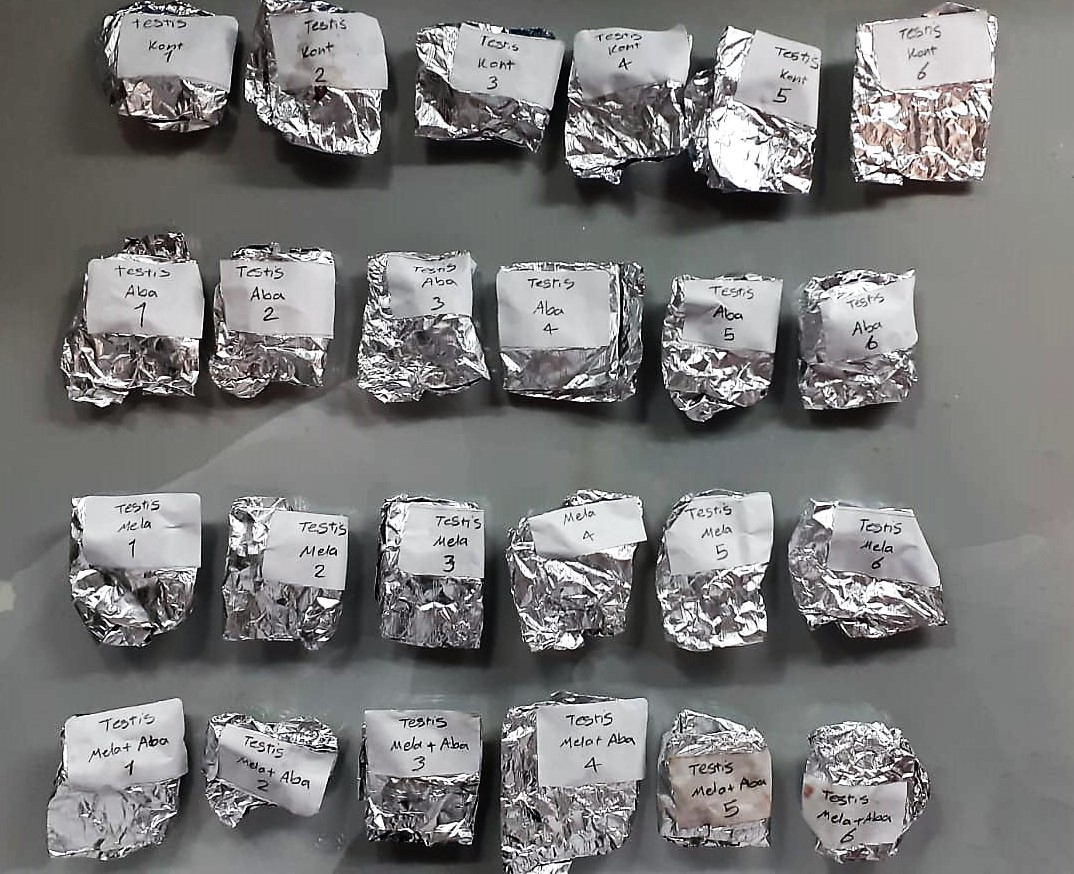 Testis
Kont
1
Testis
Kont
2
Testis
Kont
3
Testis
Kont
4
Testis
Kont
5
Testis
Kont
6
Testis
Aba
1
Testis
Aba
2
Testis
Aba
3
Testis
Aba
4
Testis
Aba
5
Testis
Aba
6
Testis
Mela
1
Testis
Mela
2
Testis
Mela
3
Mela
4
Testis
Mela
5
Testis
Mela
6
Testis
Mela+ Aba
1
Testis
Mela+ Aba
2
Testis
Mela + Aba
3
Testis
Mela+ Aba
4
Testis
Mela+ Aba
5
Testis
Mela+Aba
6